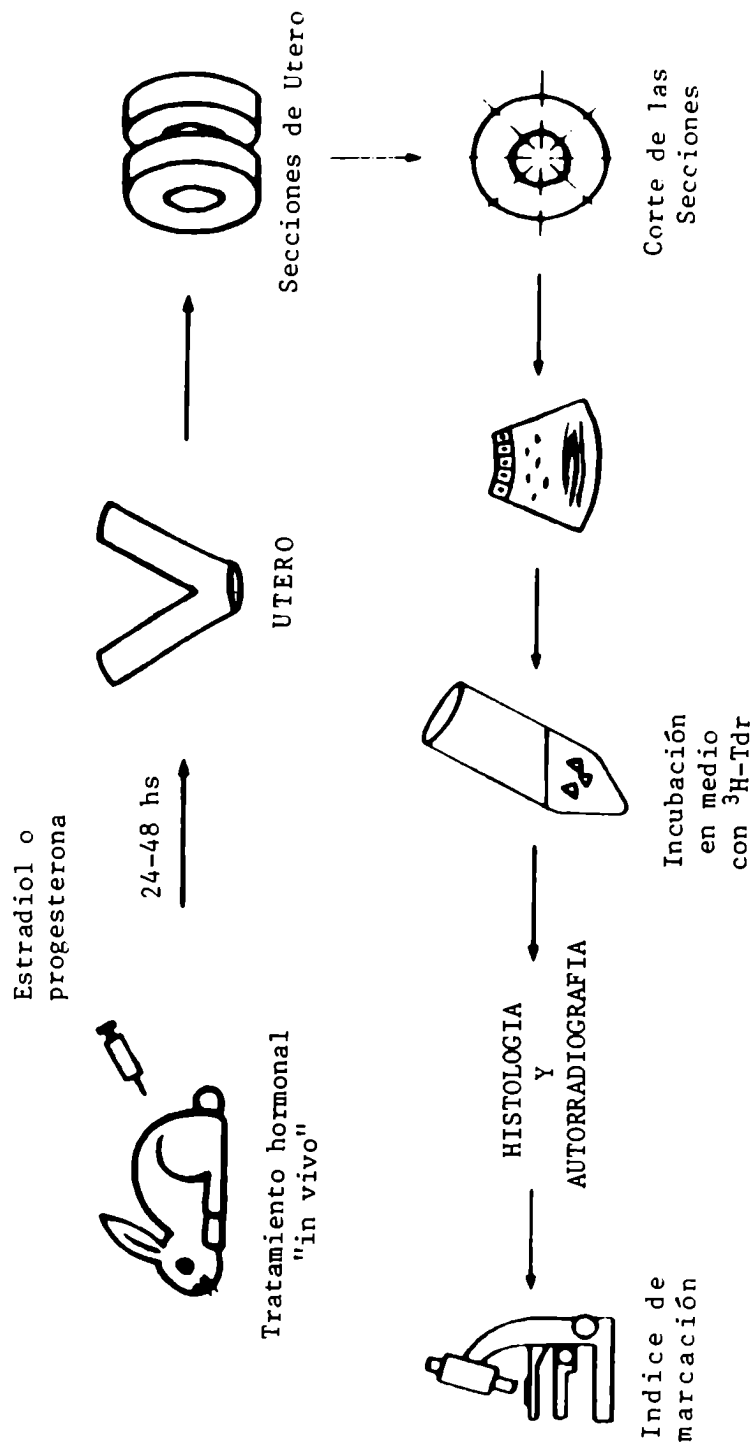 Estradiol o
progesterona
24-48 hs
Tratamiento hormonal
"in vivo"
UTERO
Secciones de Utero
Corte de las
Secciones
Incubación
en medio
con ³H-Tdr
HISTOLOGIA
Y
AUTORRADIOGRAFIA
Indice de
marcación